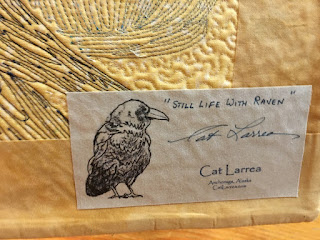 "STILL LIFE WITH RAVEN"
Cat Larrea
Cat Larrea
Anchorage, Alaska